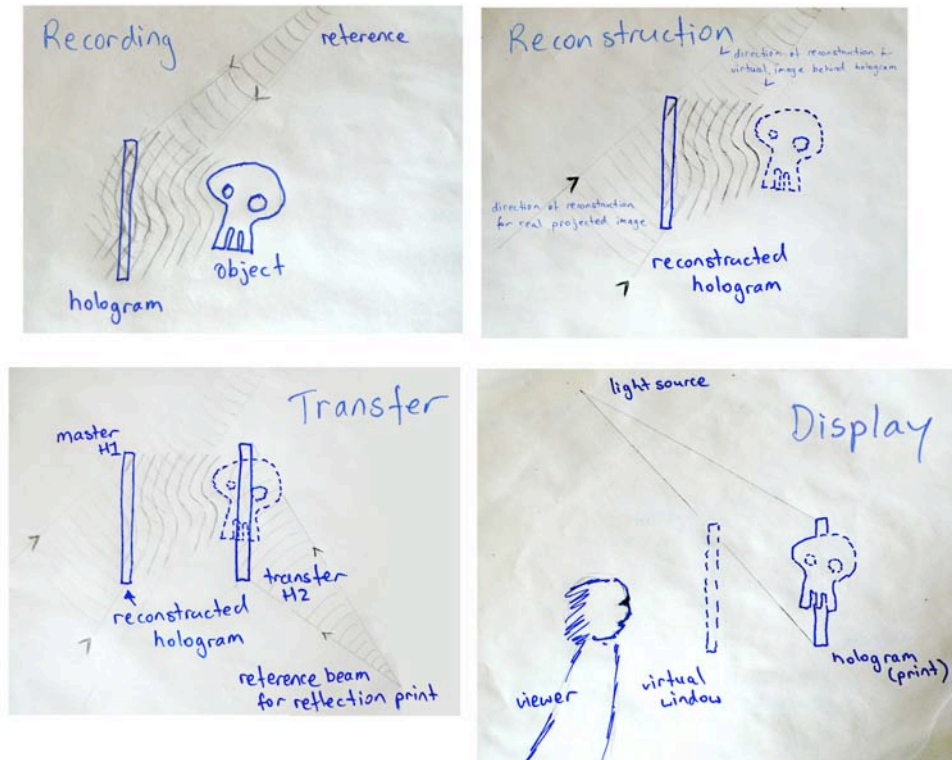 Recording
reference
object
hologram
Reconstruction
direction of reconstruction for
virtual image behind hologram
direction of reconstruction
for real projected image
reconstructed
hologram
Transfer
master
H1
transfer
H2
reconstructed
hologram
reference beam
for reflection print
light source
Display
viewer
virtual
window
hologram
(print)